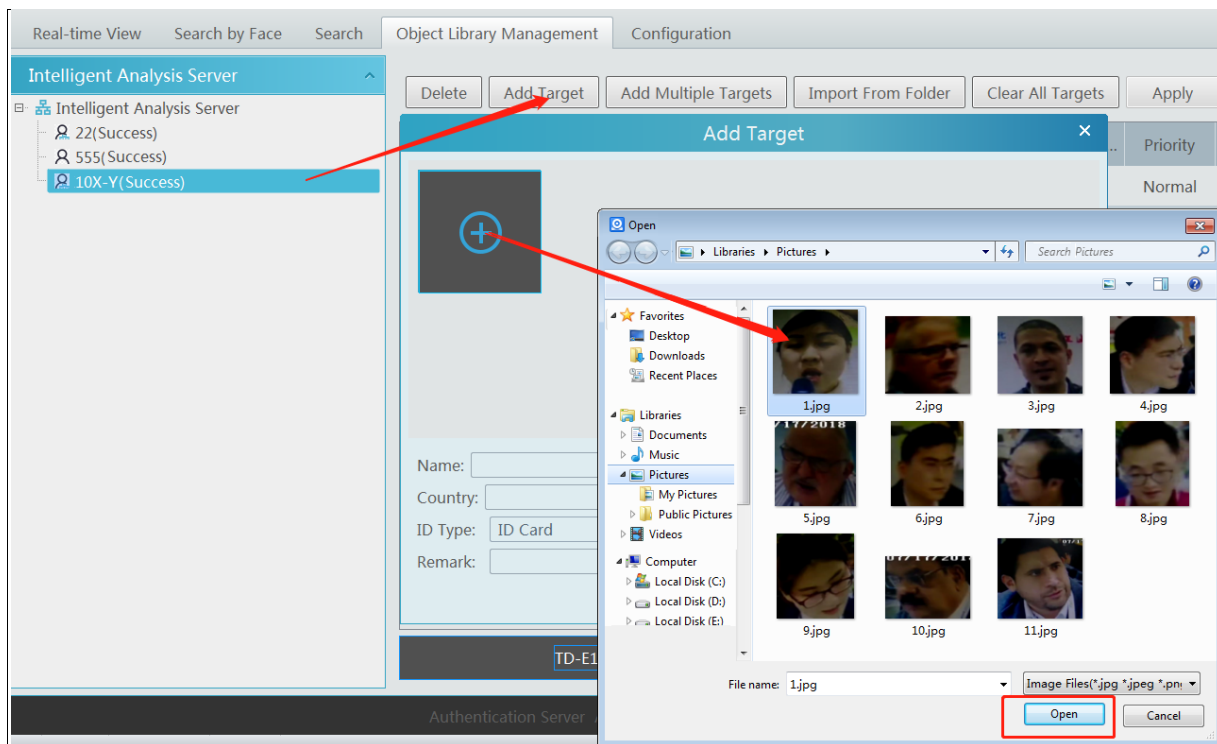 Real-time View Search by Face Search Object Library Management Configuration
Intelligent Analysis Server
Intelligent Analysis Server
22(Success)
555(Success)
10X-Y(Success)
Delete Add Target Add Multiple Targets Import From Folder Clear All Targets Apply
Add Target
.. Priority
Normal
Name:
Country:
ID Type: ID Card
Remark:
TD-E1
Authentication Server
Open
Libraries Pictures
Search Pictures
Favorites
Desktop
Downloads
Recent Places
Libraries
Documents
Music
Pictures
My Pictures
Public Pictures
Videos
Computer
Local Disk (C:)
Local Disk (D:)
Local Disk (E:)
1.jpg 2.jpg 3.jpg 4.jpg
/17/2018
5.jpg 6.jpg 7.jpg 8.jpg
9.jpg 10.jpg 11.jpg
File name: 1.jpg
Image Files(*.jpg *.jpeg *.png
Open Cancel